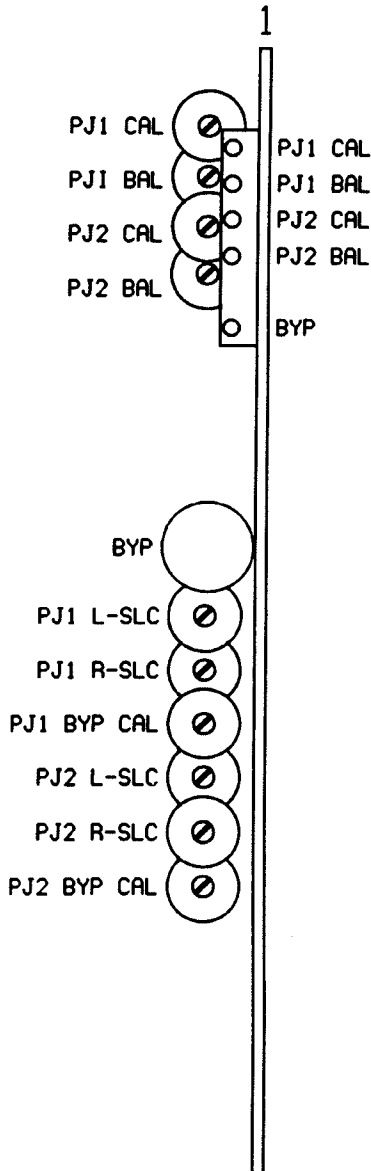 1
PJ1 CAL
PJI BAL
PJ2 CAL
PJ2 BAL
PJ1 CAL
PJ1 BAL
PJ2 CAL
PJ2 BAL
BYP
BYP
PJ1 L-SLC
PJ1 R-SLC
PJ1 BYP CAL
PJ2 L-SLC
PJ2 R-SLC
PJ2 BYP CAL